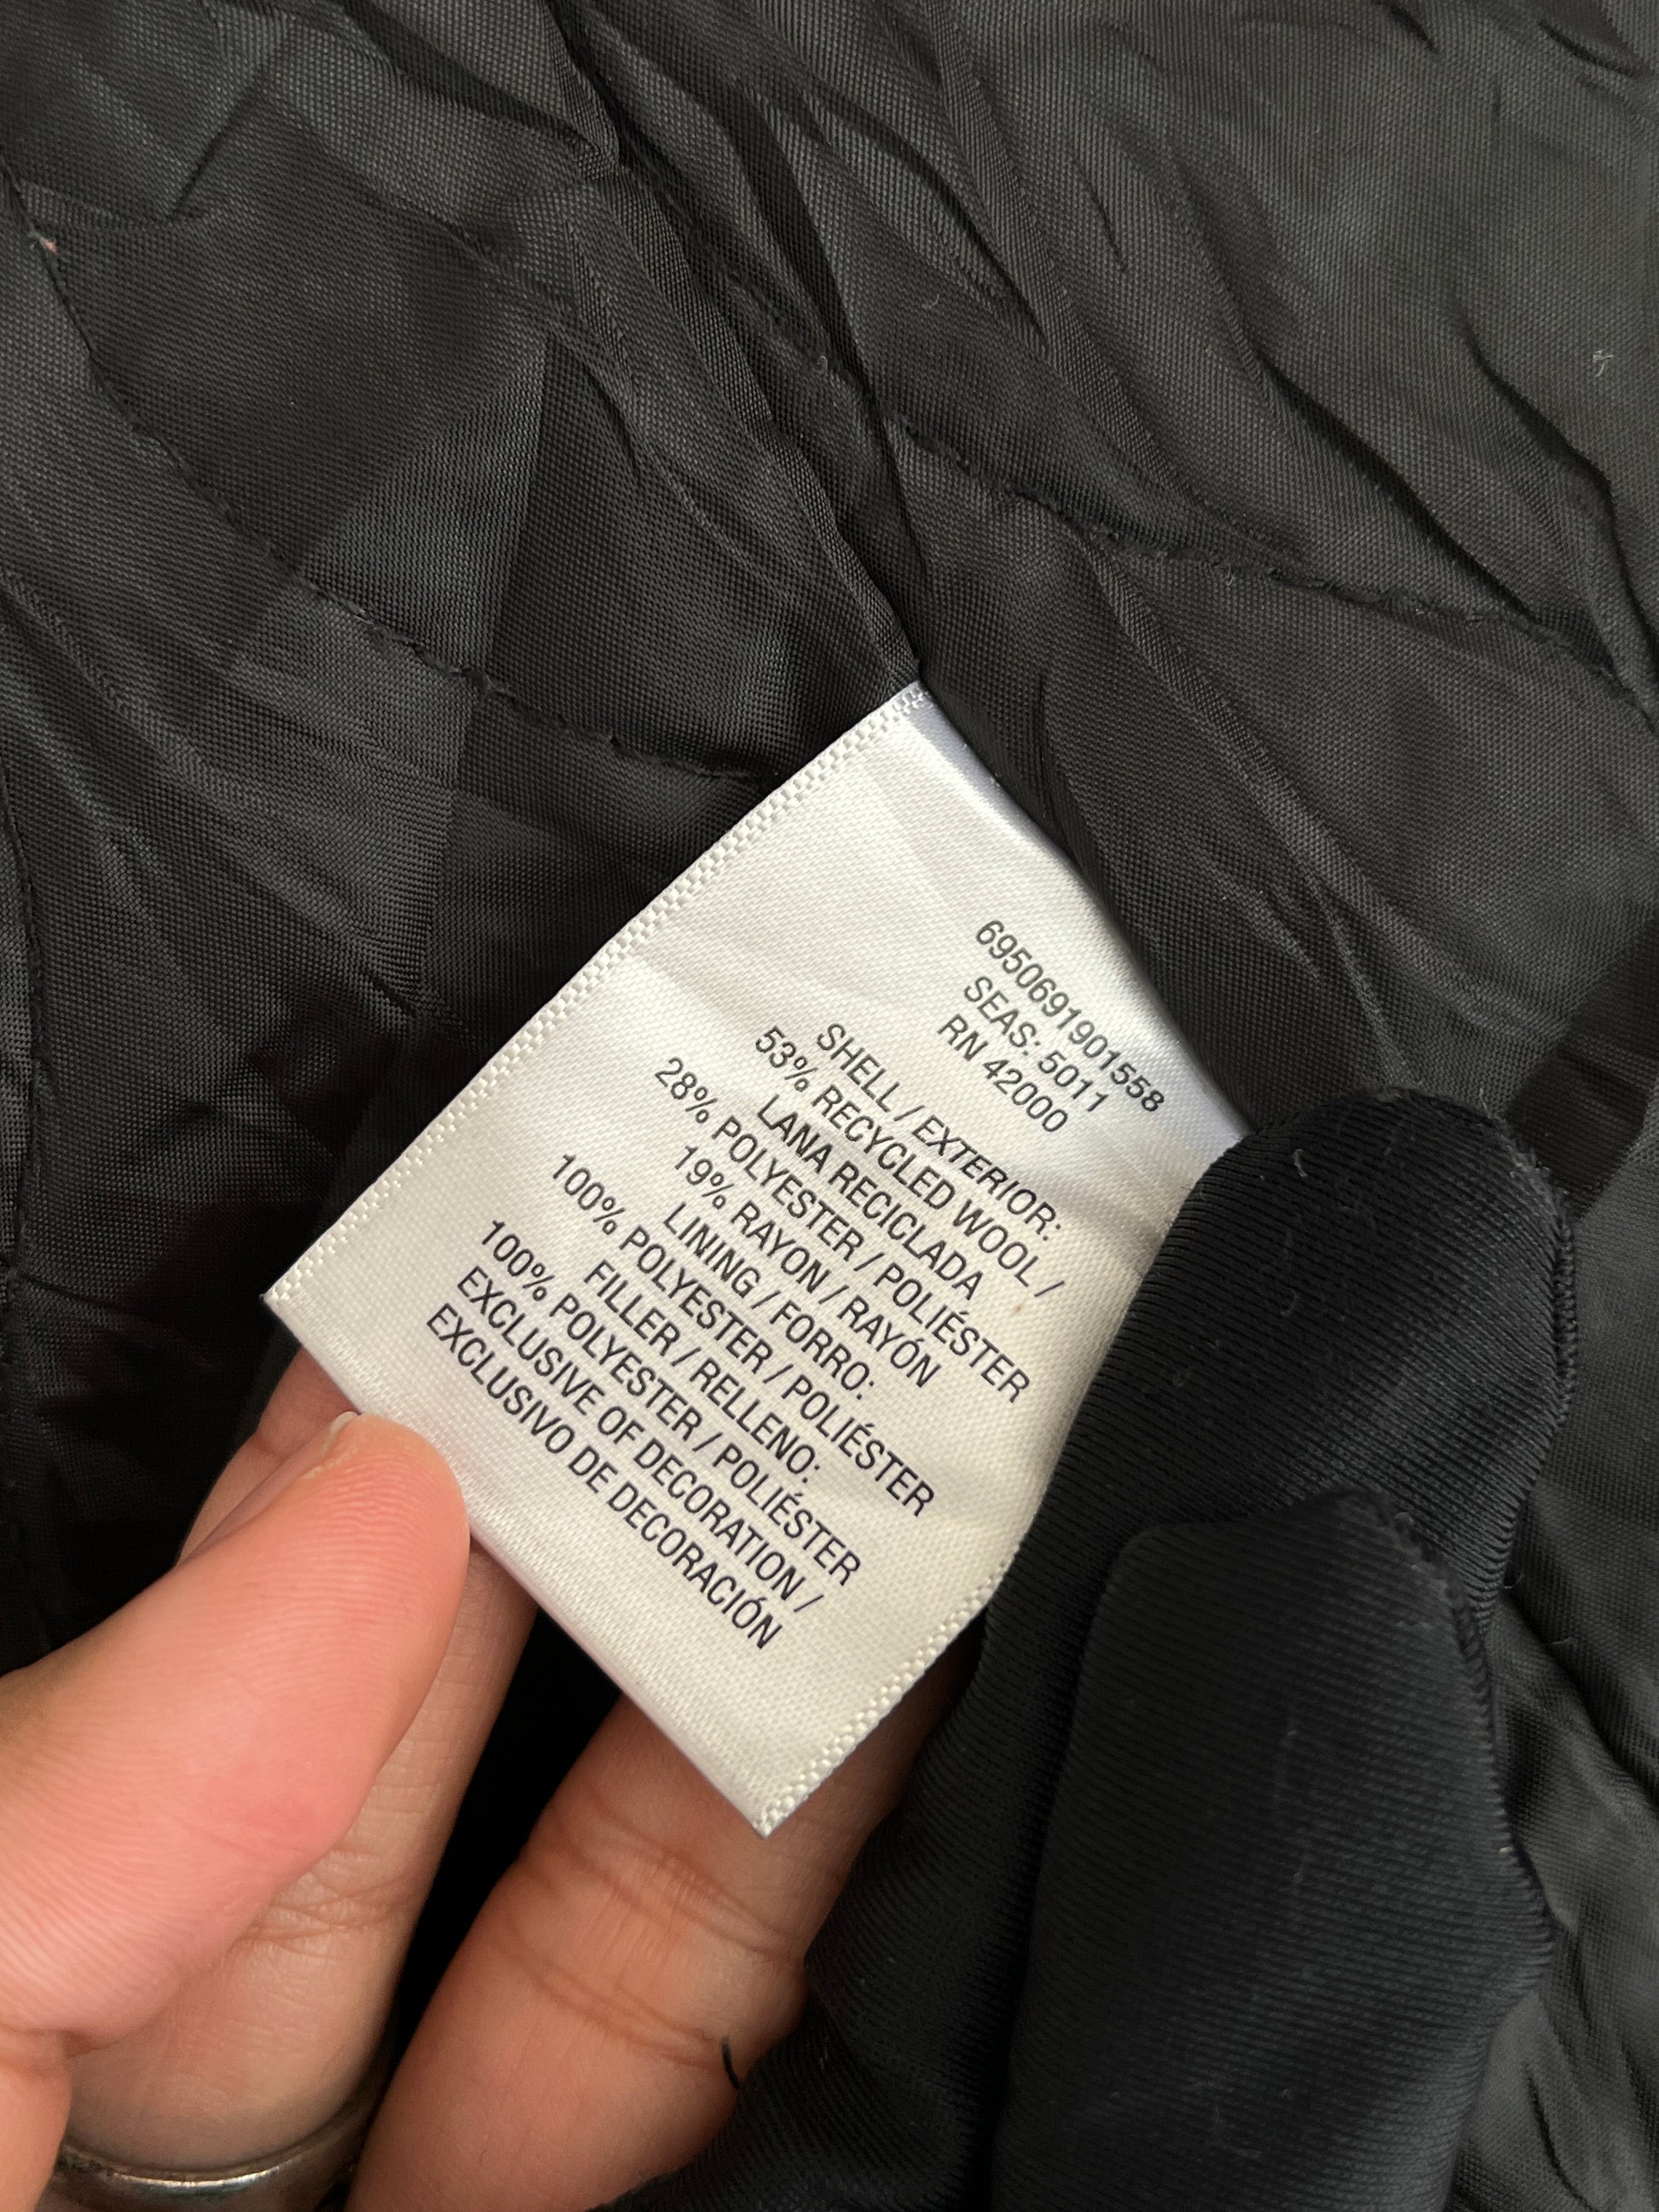 6950691901558
SEAS: 5011
RN 42000
SHELL / EXTERIOR:
53% RECYCLED WOOL /
LANA RECICLADA
28% POLYESTER / POLIÉSTER
19% RAYON / RAYÓN
LINING / FORRO:
100% POLYESTER / POLIÉSTER
FILLER / RELLENO:
100% POLYESTER / POLIÉSTER
EXCLUSIVE OF DECORATION /
EXCLUSIVO DE DECORACIÓN